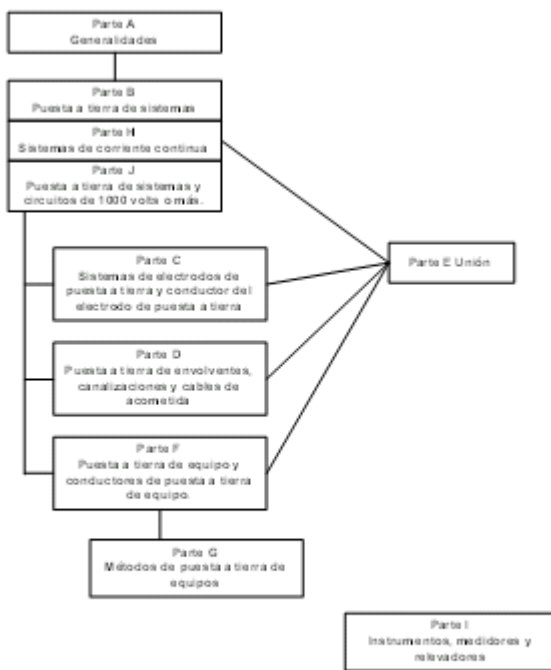 Parte A
Generalidades
Parte B
Puesta a tierra de sistemas
Parte H
Sistemas de corriente continua
Parte J
Puesta a tierra de sistemas y
circuitos de 1000 volts o más.
Parte C
Sistemas de electrodos de
puesta a tierra y conductor del
electrodo de puesta a tierra
Parte E Unión
Parte D
Puesta a tierra de envolventes,
canalizaciones y cables de
acometida
Parte F
Puesta a tierra de equipo y
conductores de puesta a tierra
de equipo.
Parte G
Métodos de puesta a tierra de
equipos
Parte I
Instrumentos, medidores y
relevadores